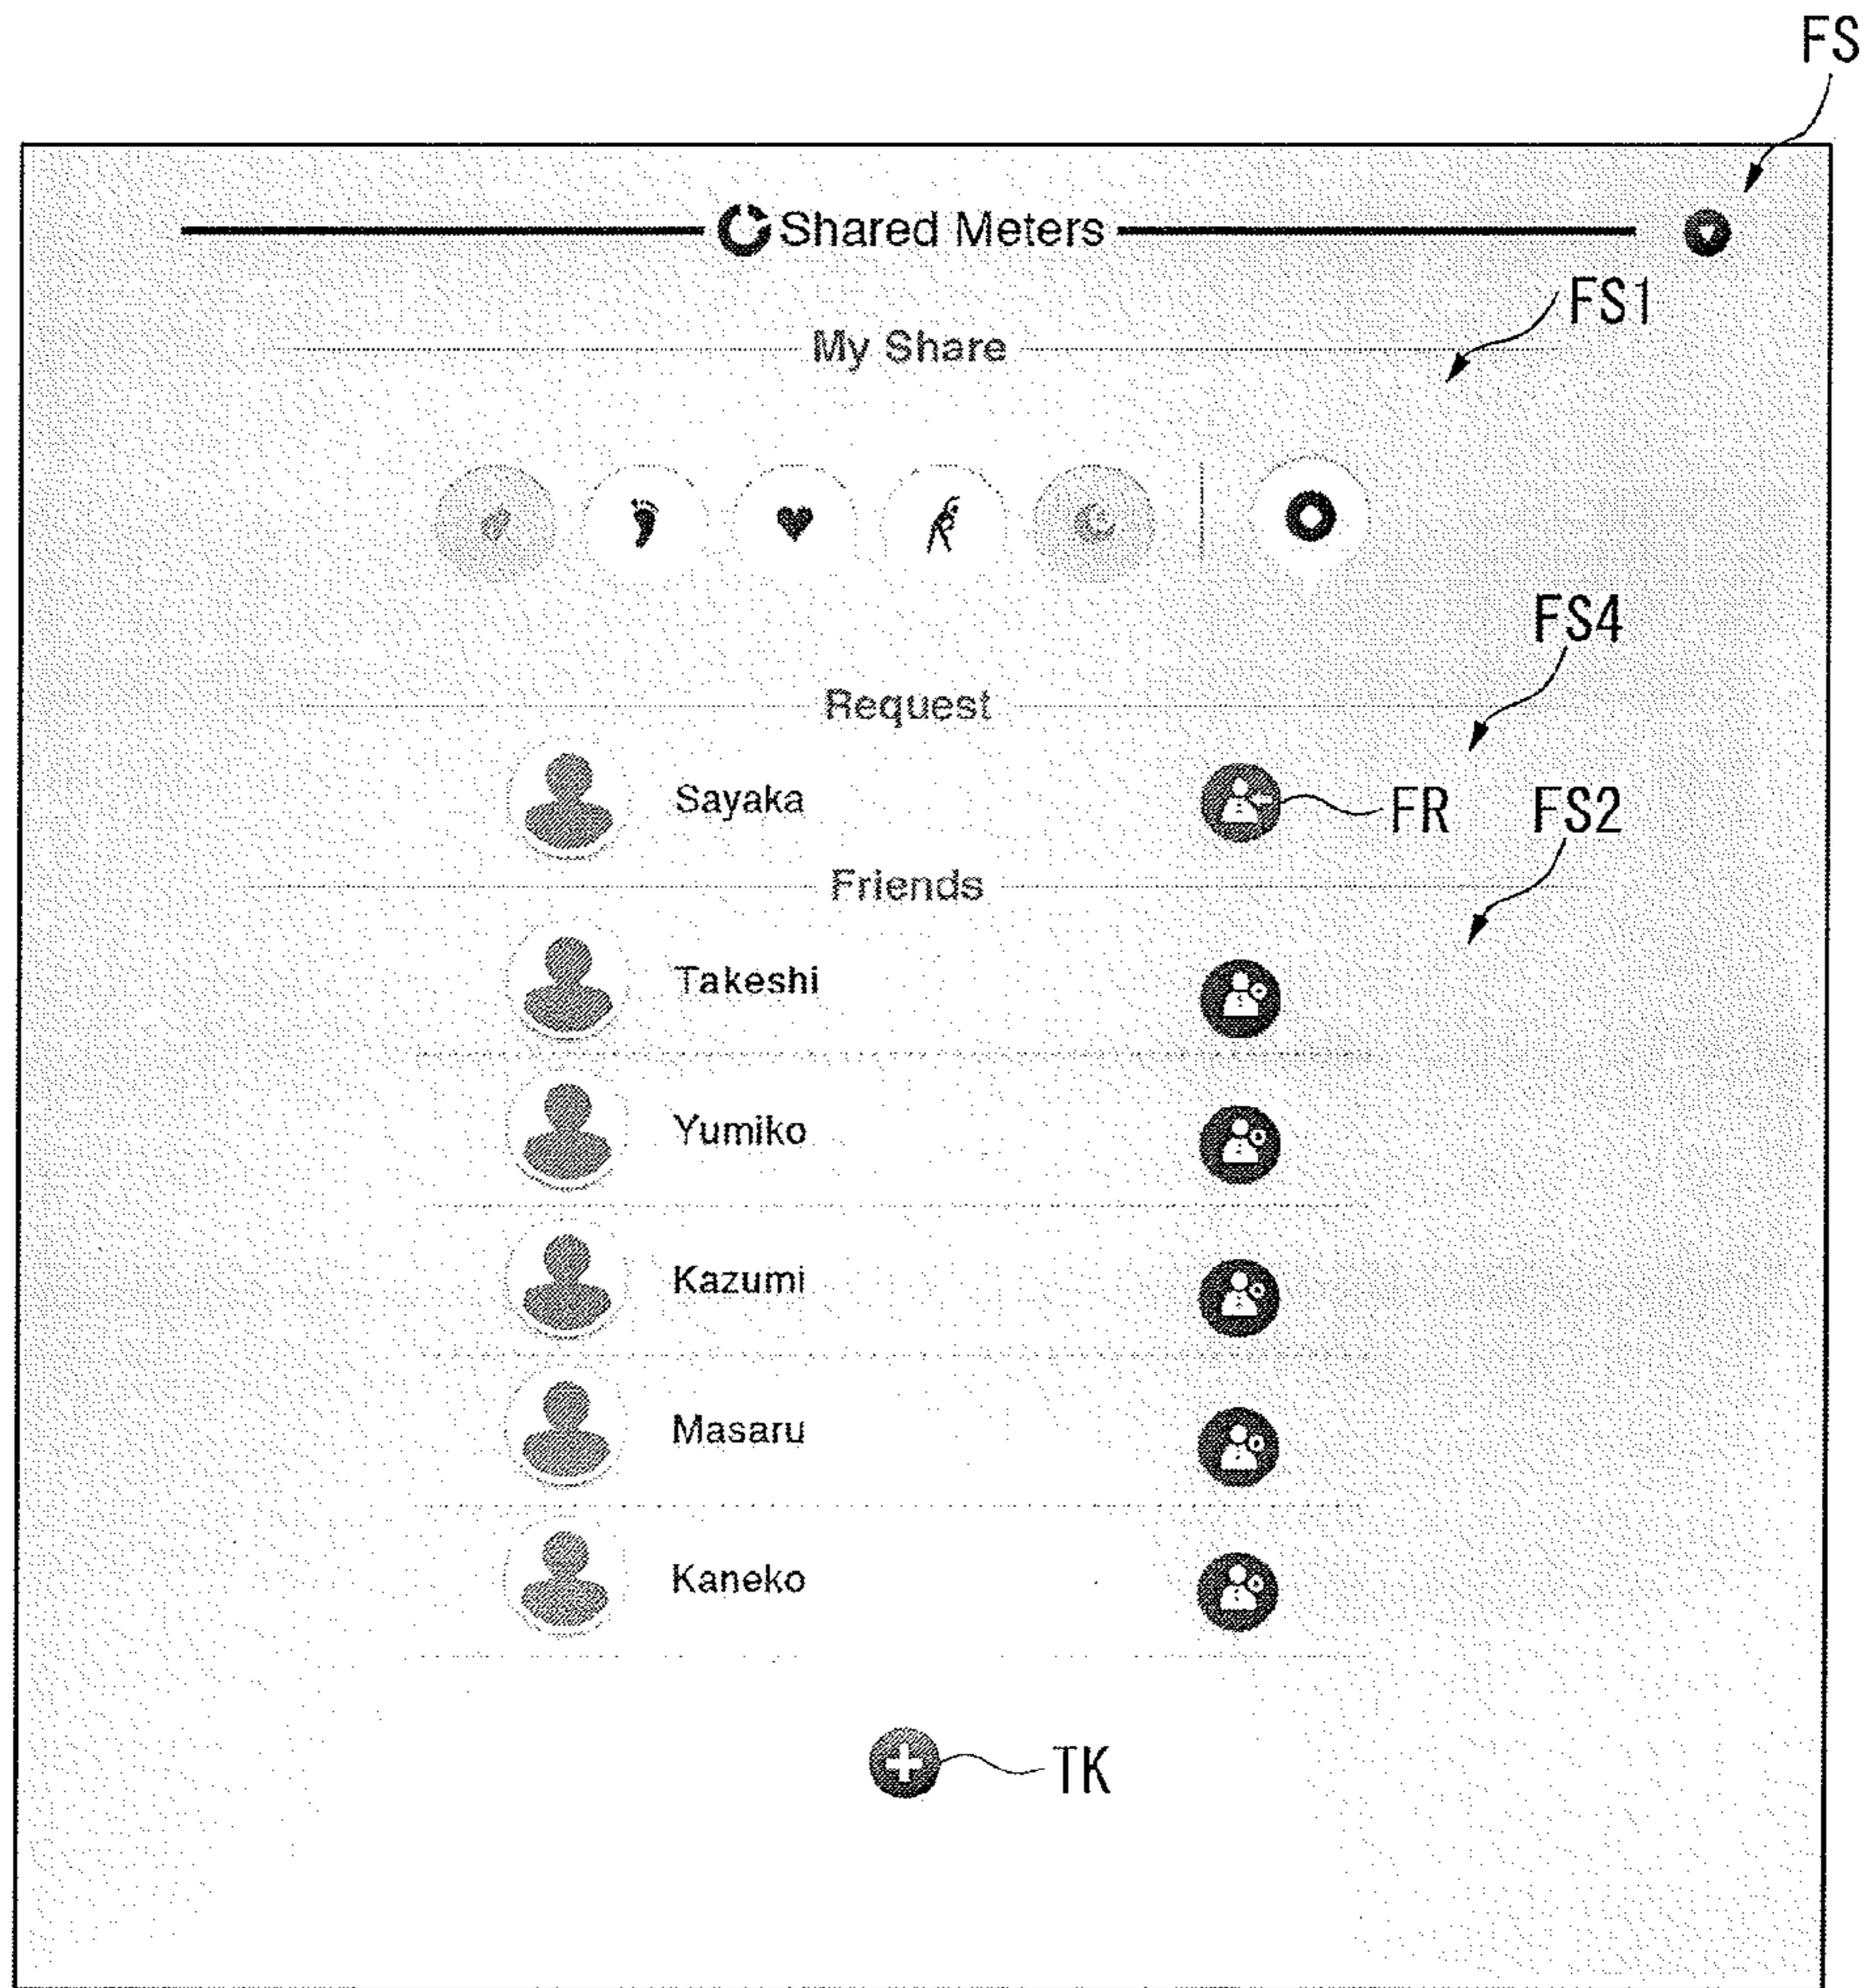 FS
Shared Meters
FS1
My Share
FS4
Request
Sayaka
FR
FS2
Friends
Takeshi
Yumiko
Kazumi
Masaru
Kaneko
TK